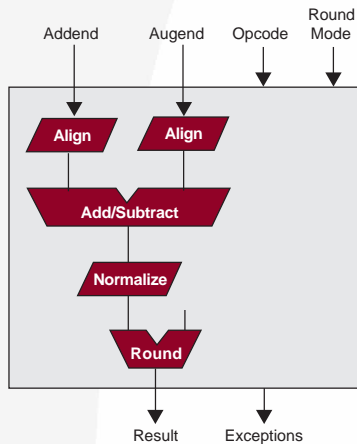 Addend
Augend
Opcode
Round
Mode
Align
Align
Add/Subtract
Normalize
Round
Result
Exceptions